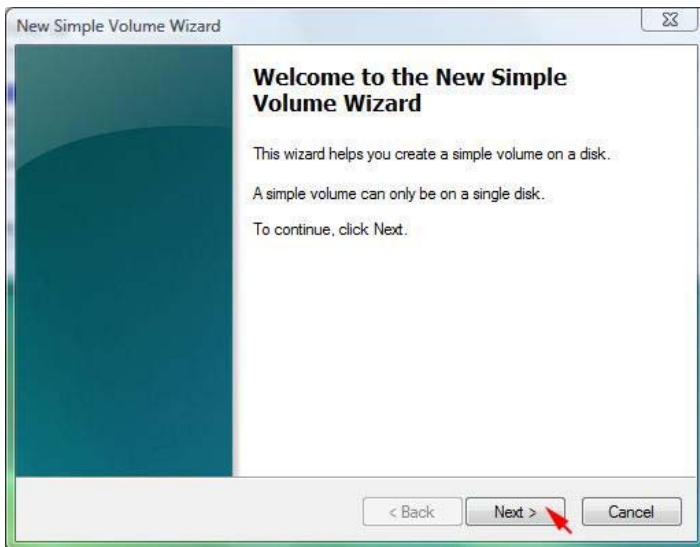 New Simple Volume Wizard
Welcome to the New Simple
Volume Wizard
This wizard helps you create a simple volume on a disk.
A simple volume can only be on a single disk.
To continue, click Next.
< Back
Next >
Cancel